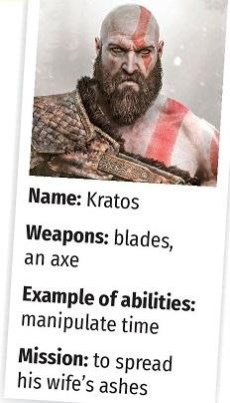 Name: Kratos
Weapons: blades,
an axe
Example of abilities:
manipulate time
Mission: to spread
his wife's ashes